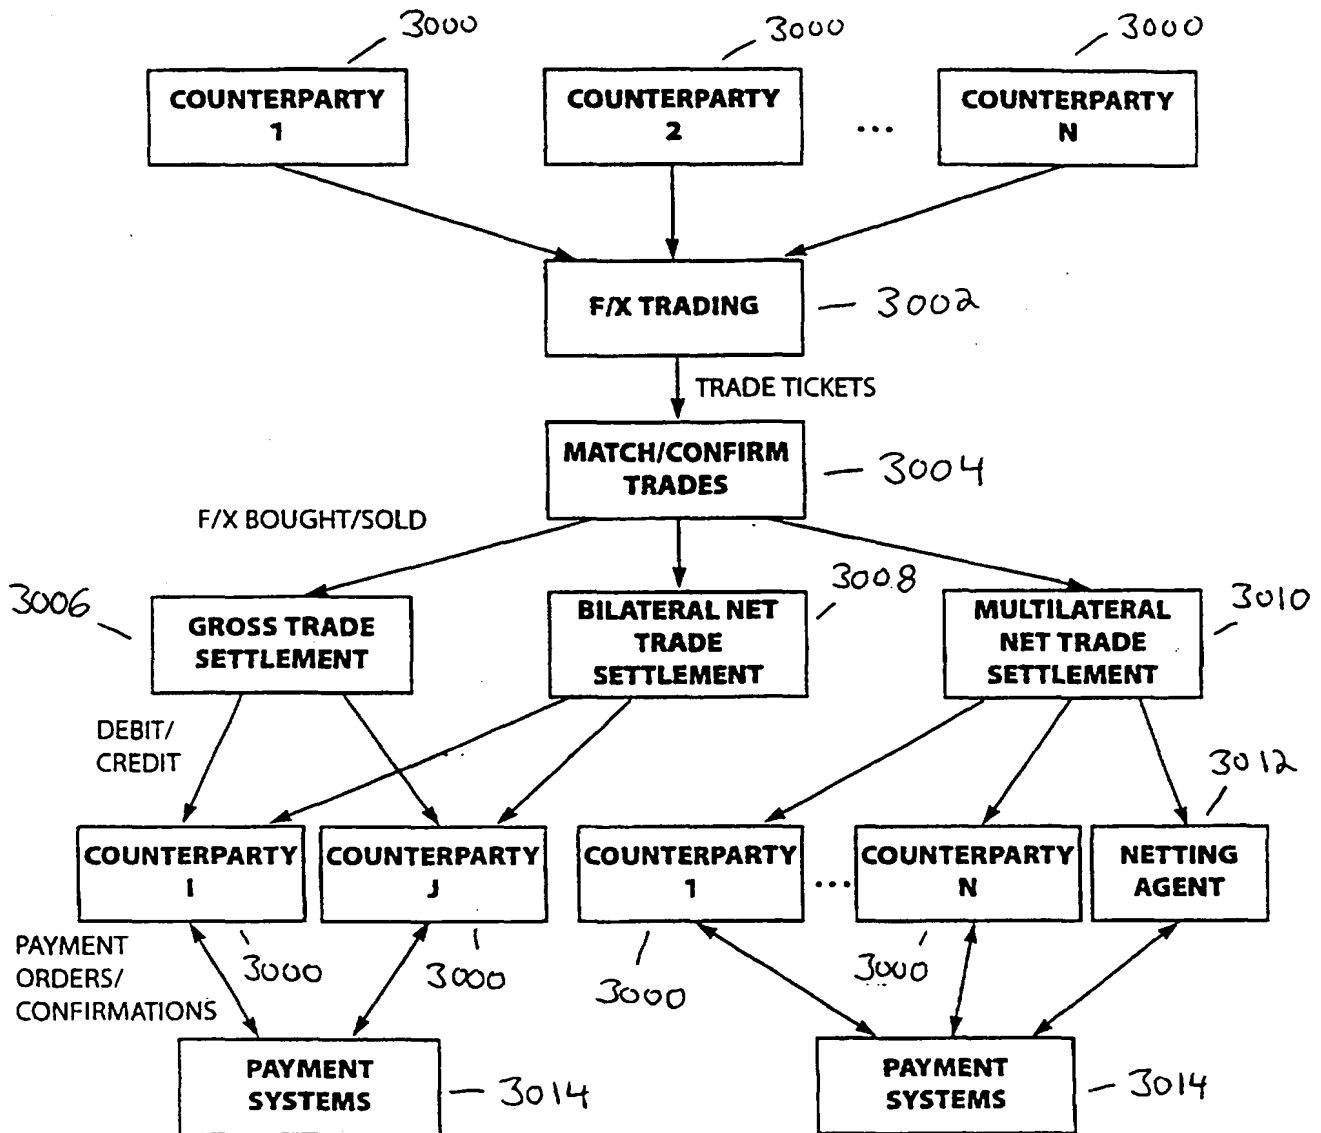 3000
3000
3000
COUNTERPARTY
1
COUNTERPARTY
2
...
COUNTERPARTY
N
F/X TRADING
3002
TRADE TICKETS
MATCH/CONFIRM
TRADES
3004
F/X BOUGHT/SOLD
3006
GROSS TRADE
SETTLEMENT
BILATERAL NET
TRADE
SETTLEMENT
3008
MULTILATERAL
NET TRADE
SETTLEMENT
3010
DEBIT/
CREDIT
3012
COUNTERPARTY
I
COUNTERPARTY
J
COUNTERPARTY
1
...
COUNTERPARTY
N
NETTING
AGENT
PAYMENT
ORDERS/
CONFIRMATIONS
3000
3000
3000
3000
PAYMENT
SYSTEMS
3014
PAYMENT
SYSTEMS
3014